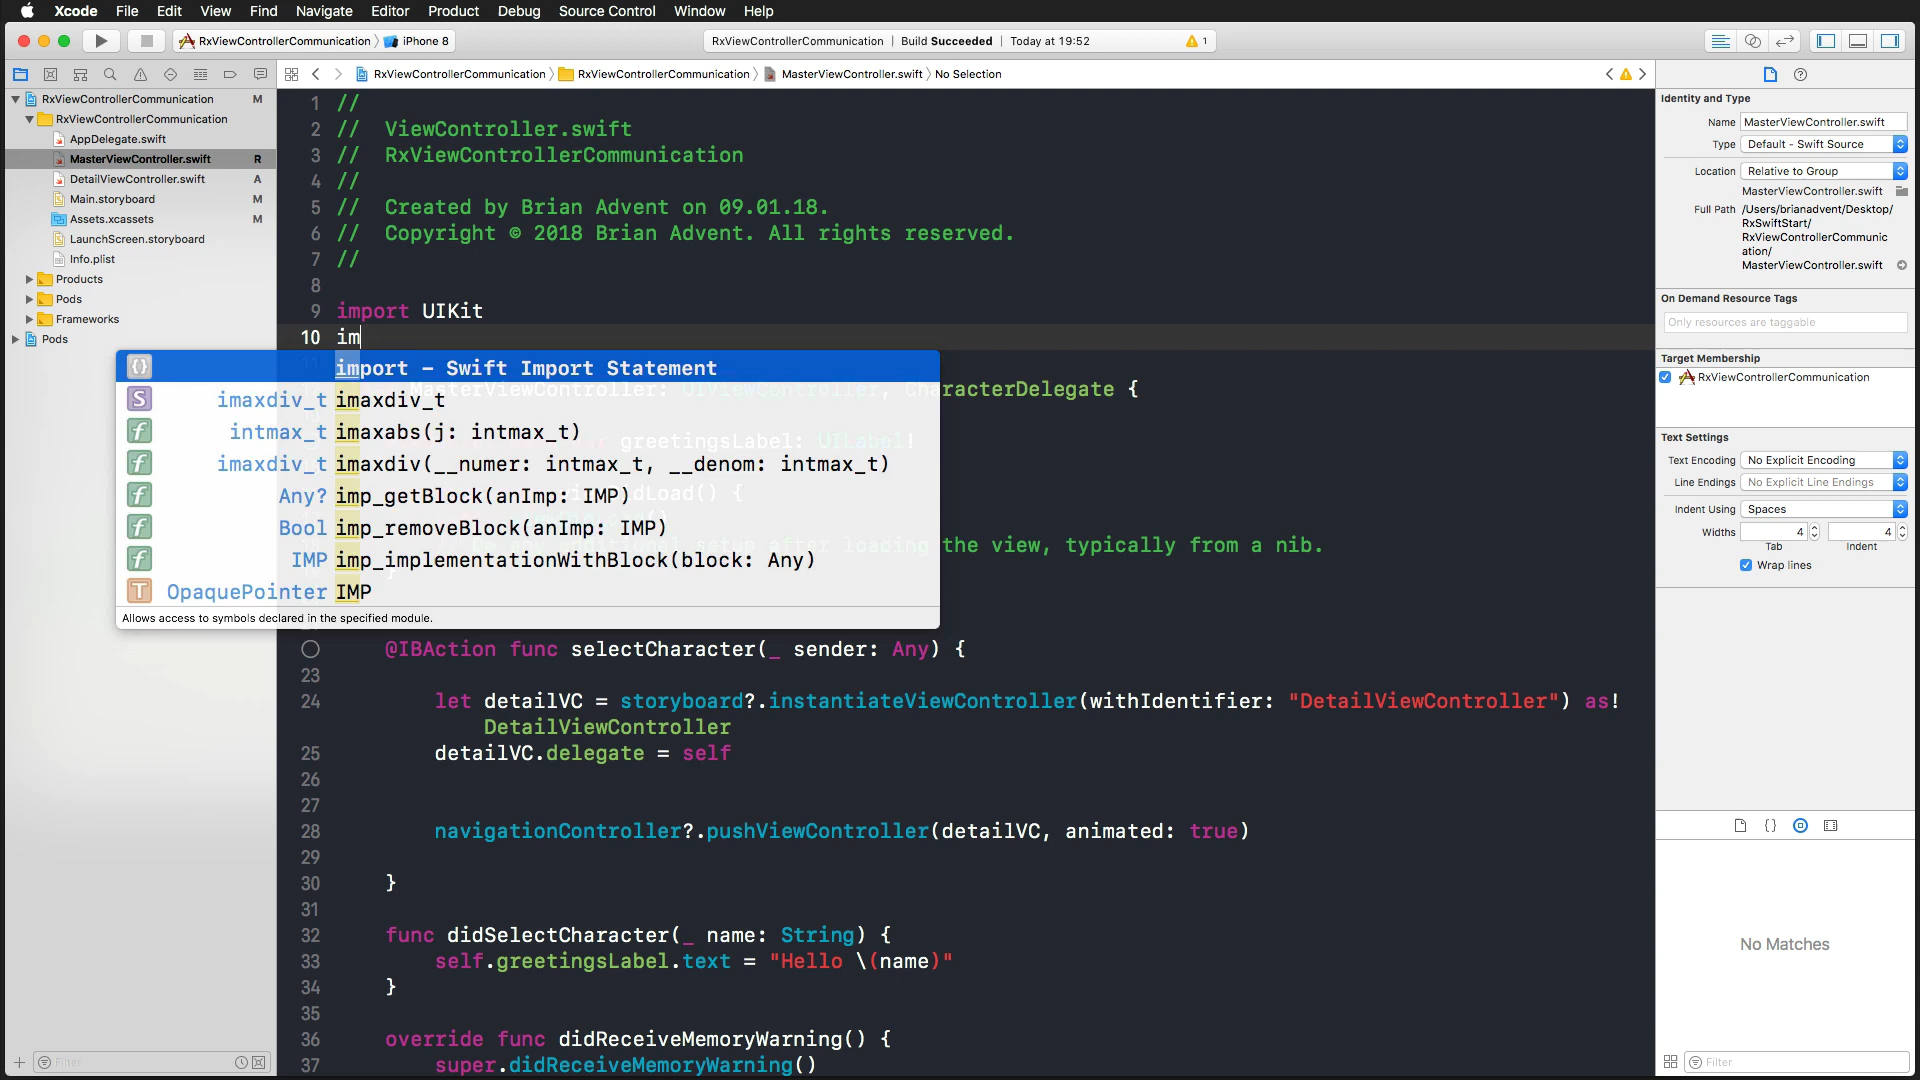 Xcode File Edit View Find Navigate Editor Product Debug Source Control Window Help
RxViewControllerCommunication iPhone 8
RxViewControllerCommunication | Build Succeeded | Today at 19:52
1
RxViewControllerCommunication RxViewControllerCommunication MasterViewController.swift No Selection
RxViewControllerCommunication M
RxViewControllerCommunication
AppDelegate.swift
MasterViewController.swift R
DetailViewController.swift A
Main.storyboard M
Assets.xcassets M
LaunchScreen.storyboard
Info.plist
Products
Pods
Frameworks
Pods
Filter
1 //
2 // ViewController.swift
3 // RxViewControllerCommunication
4 //
5 // Created by Brian Advent on 09.01.18.
6 // Copyright © 2018 Brian Advent. All rights reserved.
7 //
8
9 import UIKit
10 im
{} import – Swift Import Statement
S imaxdiv_t imaxdiv_t
f intmax_t imaxabs(j: intmax_t)
f imaxdiv_t imaxdiv(__numer: intmax_t, __denom: intmax_t)
f Any? imp_getBlock(anImp: IMP)
f Bool imp_removeBlock(anImp: IMP)
f IMP imp_implementationWithBlock(block: Any)
T OpaquePointer IMP
Allows access to symbols declared in the specified module.
MasterViewController: UIViewController, CharacterDelegate {
greetingsLabel: UILabel!
the view, typically from a nib.
@IBAction func selectCharacter(_ sender: Any) {
23
24 let detailVC = storyboard?.instantiateViewController(withIdentifier: "DetailViewController") as!
DetailViewController
25 detailVC.delegate = self
26
27
28 navigationController?.pushViewController(detailVC, animated: true)
29
30 }
31
32 func didSelectCharacter(_ name: String) {
33 self.greetingsLabel.text = "Hello \(name)"
34 }
35
36 override func didReceiveMemoryWarning() {
37 super.didReceiveMemoryWarning()
Identity and Type
Name MasterViewController.swift
Type Default - Swift Source
Location Relative to Group
MasterViewController.swift
Full Path /Users/brianadvent/Desktop/
RxSwiftStart/
RxViewControllerCommunic
ation/
MasterViewController.swift
On Demand Resource Tags
Only resources are taggable
Target Membership
RxViewControllerCommunication
Text Settings
Text Encoding No Explicit Encoding
Line Endings No Explicit Line Endings
Indent Using Spaces
Widths 4 4
Tab Indent
Wrap lines
{}
No Matches
Filter